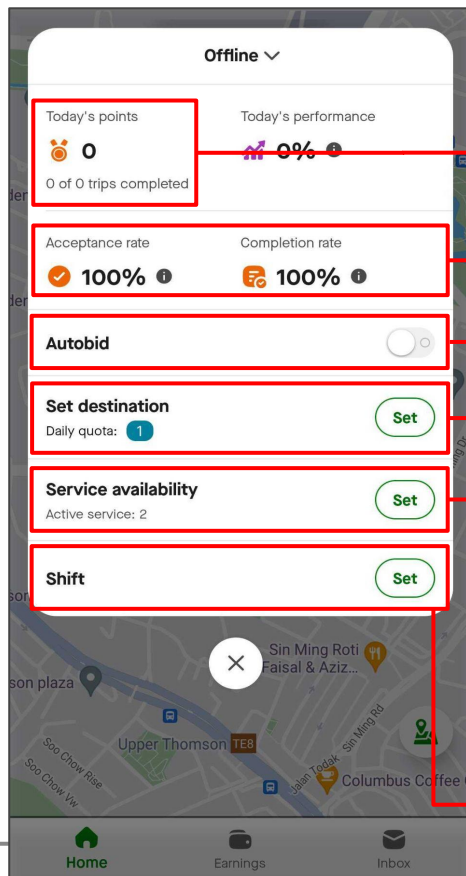 Offline
Today's points
Today's performance
0
0%
0 of 0 trips completed
Acceptance rate
Completion rate
100%
100%
Autobid
Set destination
Set
Daily quota: 1
Service availability
Set
Active service: 2
Shift
Set
Sin Ming Roti
Faisal & Aziz...
son plaza
Upper Thomson TE8
Soo Chow Rise
Soo Chow Vw
Jalan Todak
Sin Ming Rd
Columbus Coffee
Home
Earnings
Inbox